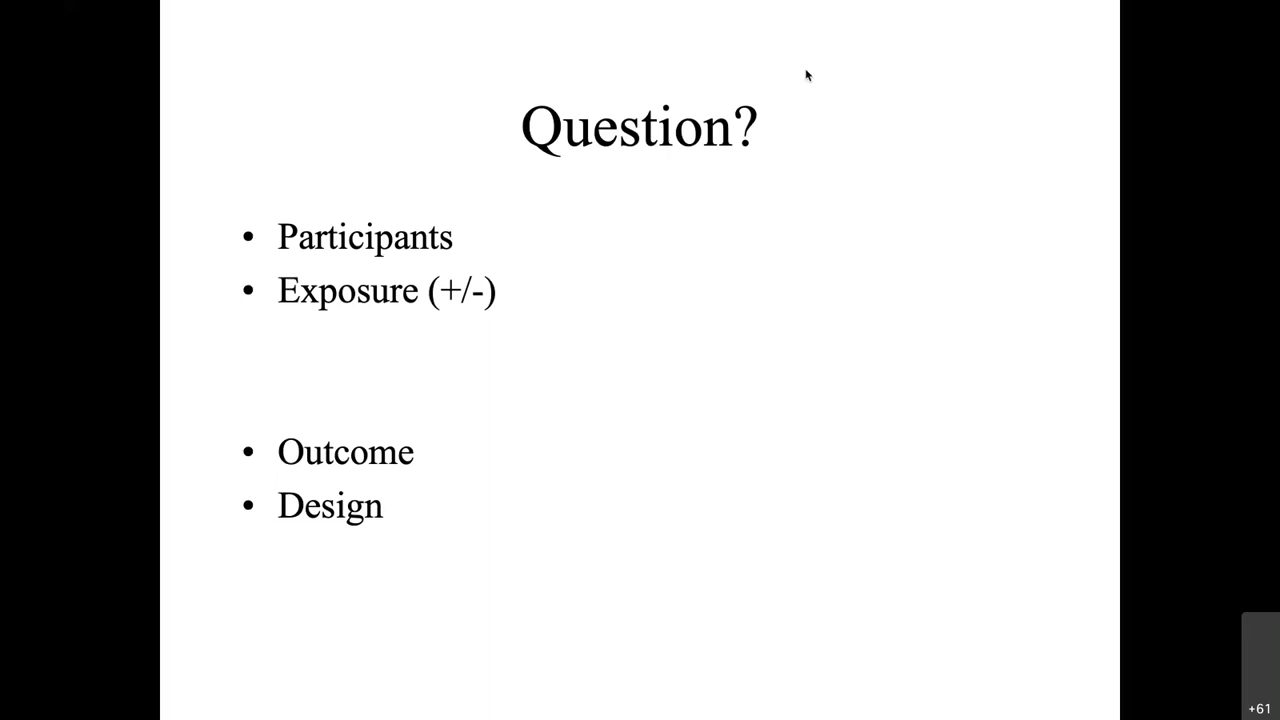 Question?
• Participants
• Exposure (+/-)
• Outcome
• Design
+61